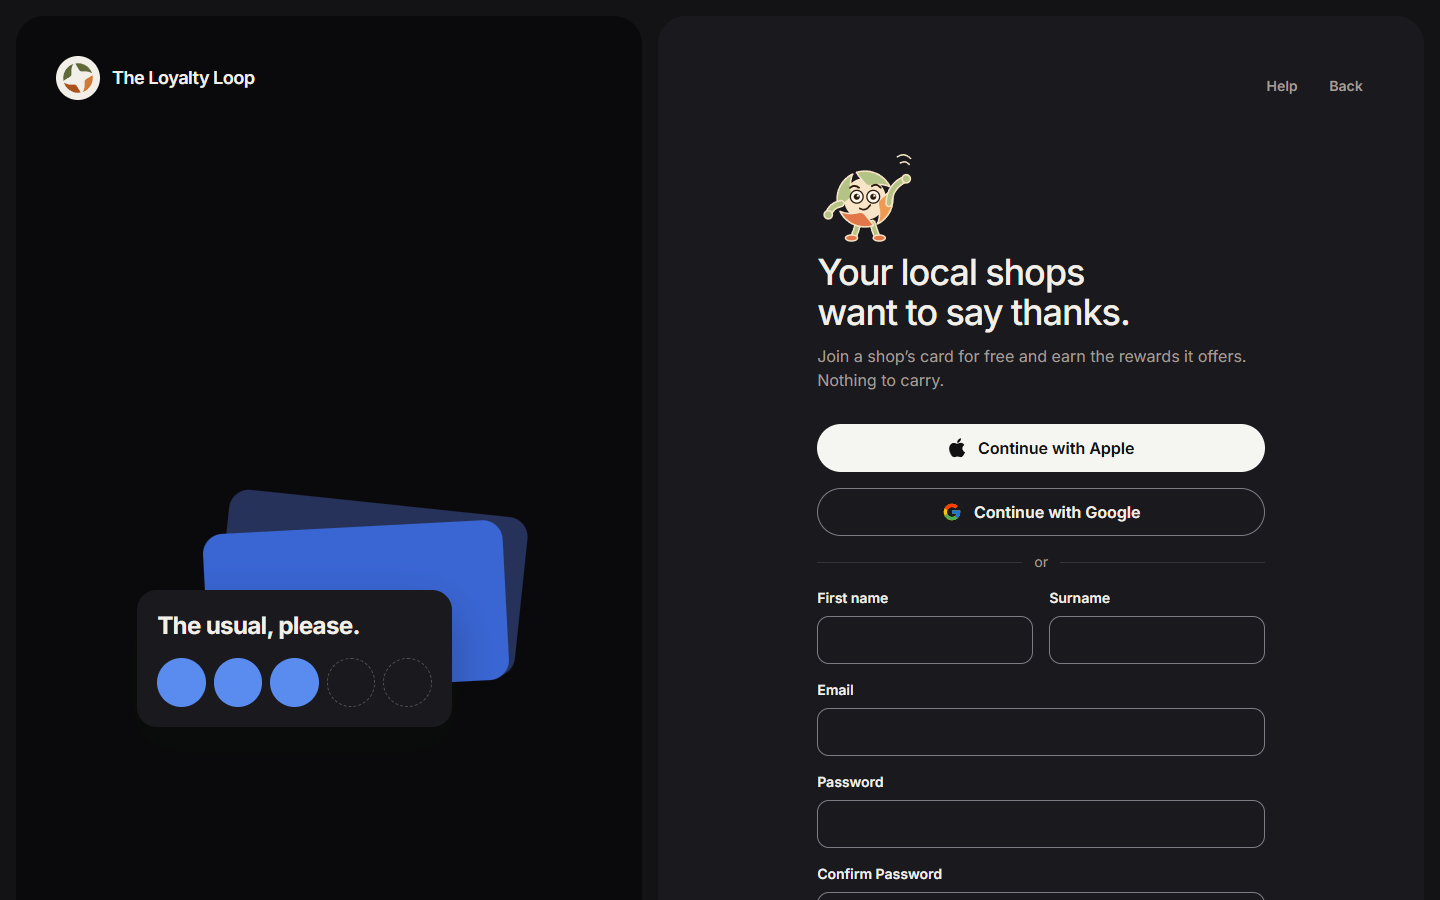 The Loyalty Loop
Help
Back
Your local shops
want to say thanks.
Join a shop’s card for free and earn the rewards it offers.
Nothing to carry.
Continue with Apple
Continue with Google
or
First name
Surname
Email
Password
Confirm Password
The usual, please.